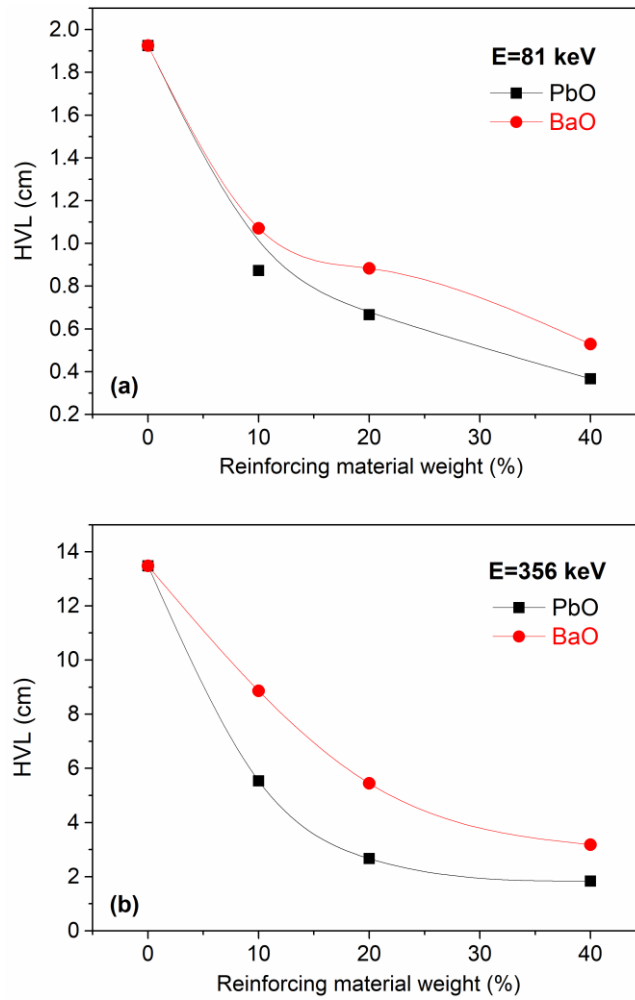 2.0
1.8
1.6
1.4
1.2
1.0
0.8
0.6
0.4
0.2
HVL (cm)
E=81 keV
PbO
BaO
(a)
0 10 20 30 40
Reinforcing material weight (%)
14
12
10
8
6
4
2
0
HVL (cm)
E=356 keV
PbO
BaO
(b)
0 10 20 30 40
Reinforcing material weight (%)